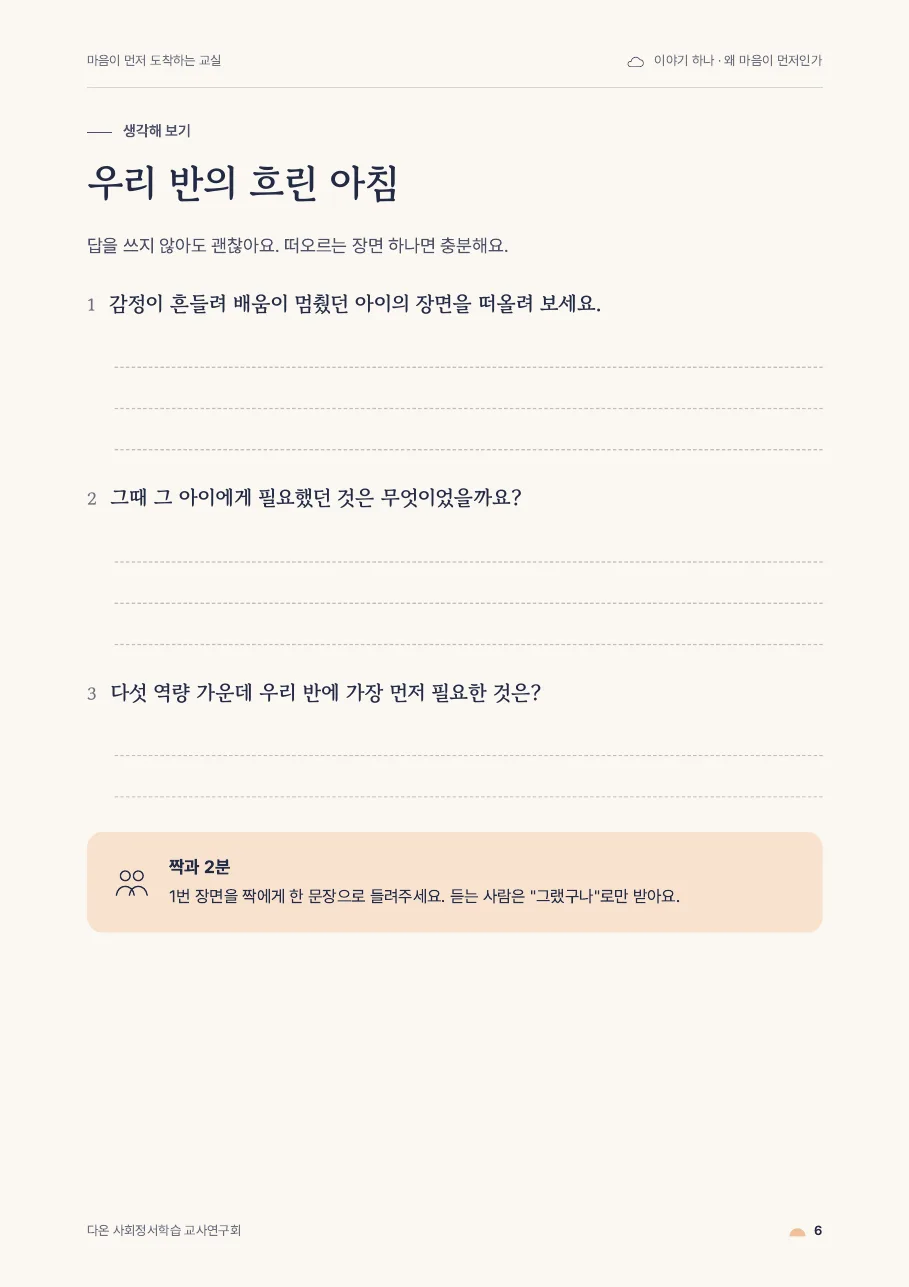 마음이 먼저 도착하는 교실
이야기 하나 · 왜 마음이 먼저인가
생각해 보기
우리 반의 흐린 아침
답을 쓰지 않아도 괜찮아요. 떠오르는 장면 하나면 충분해요.
1 감정이 흔들려 배움이 멈췄던 아이의 장면을 떠올려 보세요.
2 그때 그 아이에게 필요했던 것은 무엇이었을까요?
3 다섯 역량 가운데 우리 반에 가장 먼저 필요한 것은?
짝과 2분
1번 장면을 짝에게 한 문장으로 들려주세요. 듣는 사람은 "그랬구나"로만 받아요.
다온 사회정서학습 교사연구회
6